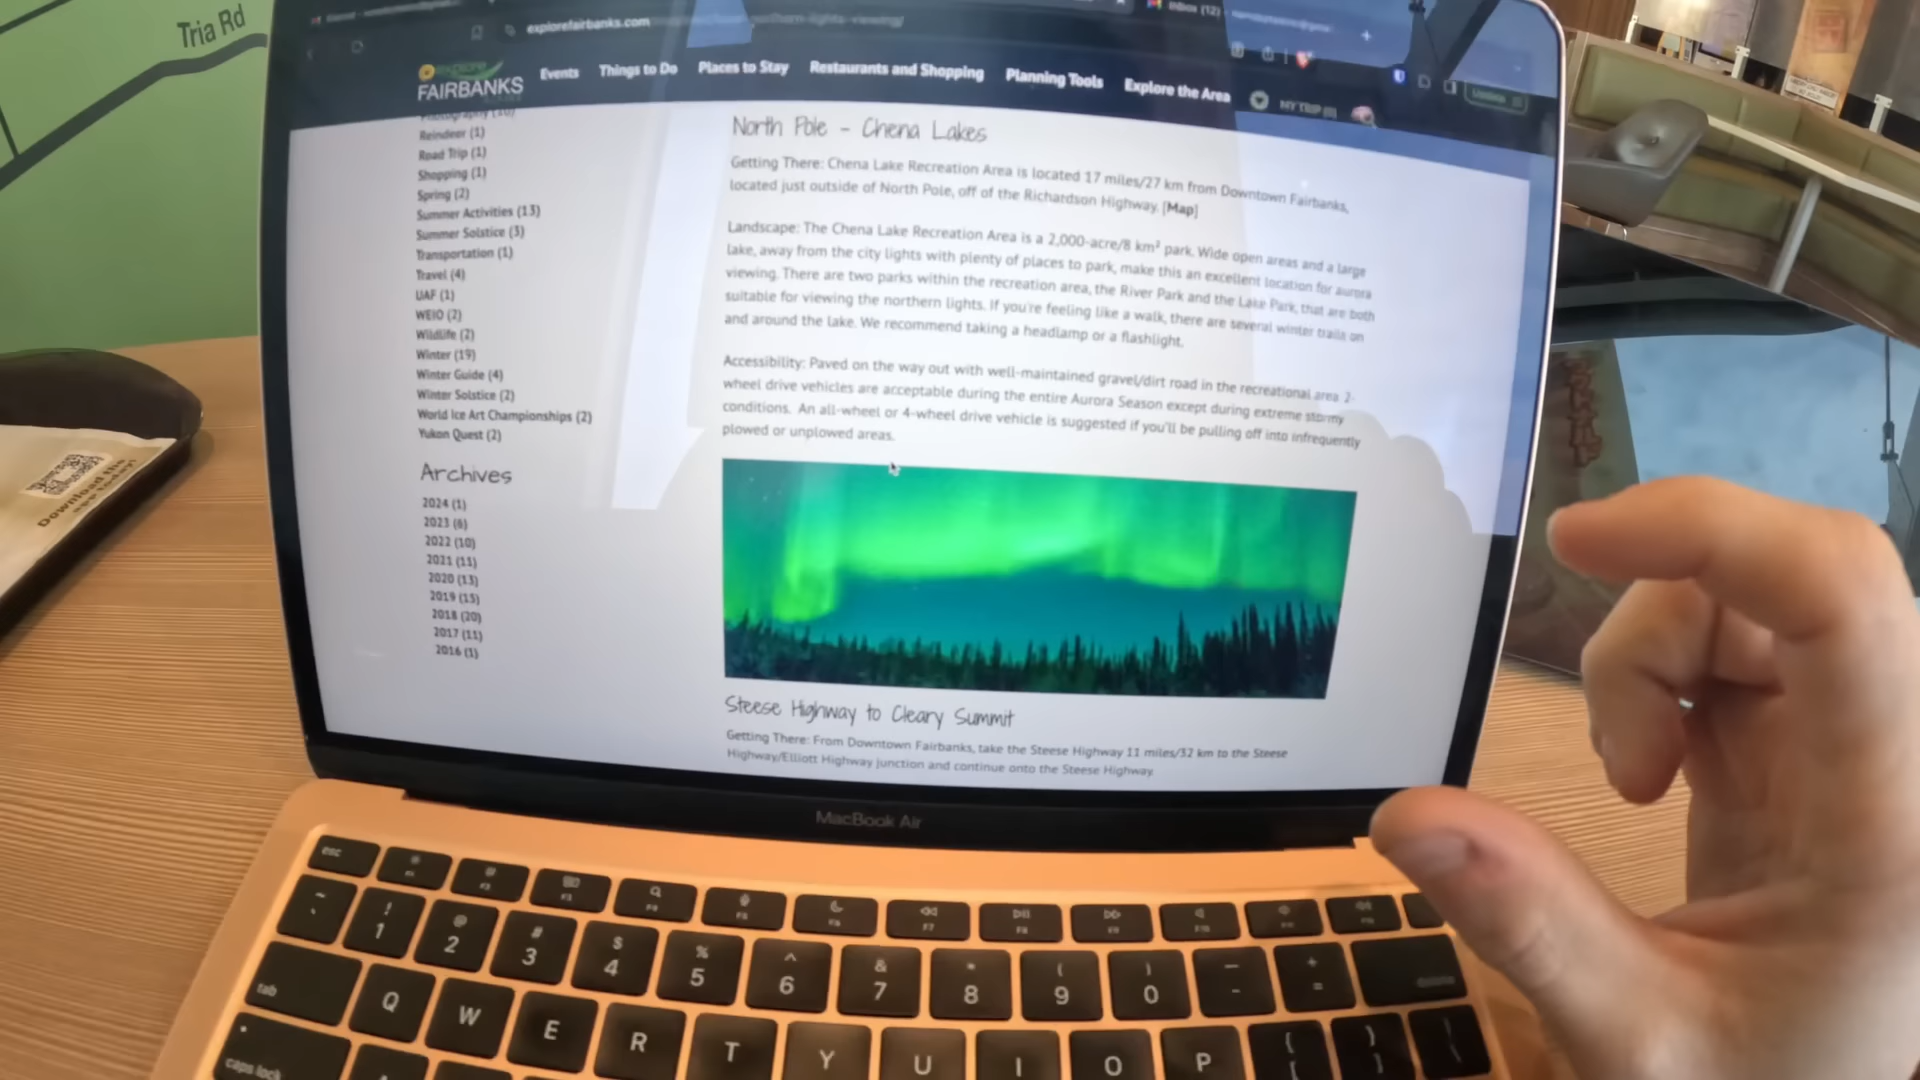 Tria Rd
explorefairbanks.com
northern-lights-viewing/
Inbox (12)
explore
FAIRBANKS
Events
Things to Do
Places to Stay
Restaurants and Shopping
Planning Tools
Explore the Area
Photography
Reindeer (1)
Road Trip (1)
Shopping (1)
Spring (2)
Summer Activities (13)
Summer Solstice (3)
Transportation (1)
Travel (4)
UAF (1)
WEIO (2)
Wildlife (2)
Winter (19)
Winter Guide (4)
Winter Solstice (2)
World Ice Art Championships (2)
Yukon Quest (2)
Archives
2024 (1)
2023 (6)
2022 (10)
2021 (11)
2020 (13)
2019 (15)
2018 (20)
2017 (11)
2016 (1)
North Pole - Chena Lakes
Getting There: Chena Lake Recreation Area is located 17 miles/27 km from Downtown Fairbanks,
located just outside of North Pole, off of the Richardson Highway. [Map]
Landscape: The Chena Lake Recreation Area is a 2,000-acre/8 km² park. Wide open areas and a large
lake, away from the city lights with plenty of places to park, make this an excellent location for aurora
viewing. There are two parks within the recreation area, the River Park and the Lake Park, that are both
suitable for viewing the northern lights. If you're feeling like a walk, there are several winter trails on
and around the lake. We recommend taking a headlamp or a flashlight.
Accessibility: Paved on the way out with well-maintained gravel/dirt road in the recreational area 2-
wheel drive vehicles are acceptable during the entire Aurora Season except during extreme stormy
conditions. An all-wheel or 4-wheel drive vehicle is suggested if you'll be pulling off into infrequently
plowed or unplowed areas.
Steese Highway to Cleary Summit
Getting There: From Downtown Fairbanks, take the Steese Highway 11 miles/32 km to the Steese
Highway/Elliott Highway junction and continue onto the Steese Highway
Download the
app today!
MacBook Air
esc
~ ! 1 @ 2 # 3 $ 4 % 5 ^ 6 & 7 * 8 ( 9 ) 0 — - + =
tab Q W E R T Y U I O P { [ } ] | \
caps lock